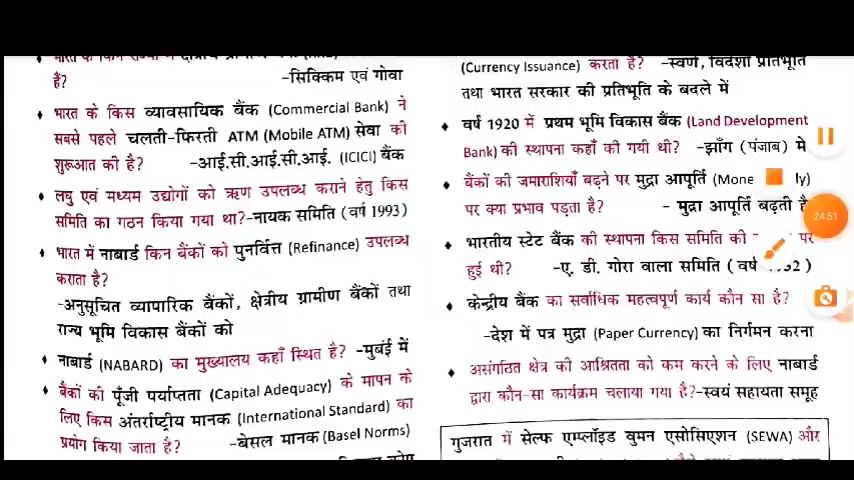 हैं? -सिक्किम एवं गोवा
♦ भारत के किस व्यावसायिक बैंक (Commercial Bank) ने
सबसे पहले चलती-फिरती ATM (Mobile ATM) सेवा की
शुरूआत की है? -आई.सी.आई.सी.आई. (ICICI) बैंक
♦ लघु एवं मध्यम उद्योगों को ऋण उपलब्ध कराने हेतु किस
समिति का गठन किया गया था? -नायक समिति (वर्ष 1993)
♦ भारत में नाबार्ड किन बैंकों को पुनर्वित्त (Refinance) उपलब्ध
कराता है?
-अनुसूचित व्यापारिक बैंकों, क्षेत्रीय ग्रामीण बैंकों तथा
राज्य भूमि विकास बैंकों को
♦ नाबार्ड (NABARD) का मुख्यालय कहाँ स्थित है? -मुंबई में
♦ बैंकों की पूँजी पर्याप्तता (Capital Adequacy) के मापन के
लिए किस अंतर्राष्ट्रीय मानक (International Standard) का
प्रयोग किया जाता है? -बेसल मानक (Basel Norms)
(Currency Issuance) करता है? -स्वर्ण, विदेशी प्रतिभूति
तथा भारत सरकार की प्रतिभूति के बदले में
♦ वर्ष 1920 में प्रथम भूमि विकास बैंक (Land Development
Bank) की स्थापना कहाँ की गयी थी? -झाँग (पंजाब) मे
♦ बैंकों की जमाराशियाँ बढ़ने पर मुद्रा आपूर्ति
पर क्या प्रभाव पड़ता है? - मुद्रा आपूर्ति बढ़ती है
♦ भारतीय स्टेट बैंक की स्थापना किस समिति की पर
हुई थी? -ए. डी. गोरा वाला समिति (वर्ष
♦ केन्द्रीय बैंक का सर्वाधिक महत्वपूर्ण कार्य कौन सा है?
-देश में पत्र मुद्रा (Paper Currency) का निर्गमन करना
♦ असंगठित क्षेत्र की आश्रितता को कम करने के लिए नाबार्ड
द्वारा कौन-सा कार्यक्रम चलाया गया है? -स्वयं सहायता समूह
गुजरात में सेल्फ एम्प्लॉइड वुमन एसोसिएशन (SEWA) और
24:51